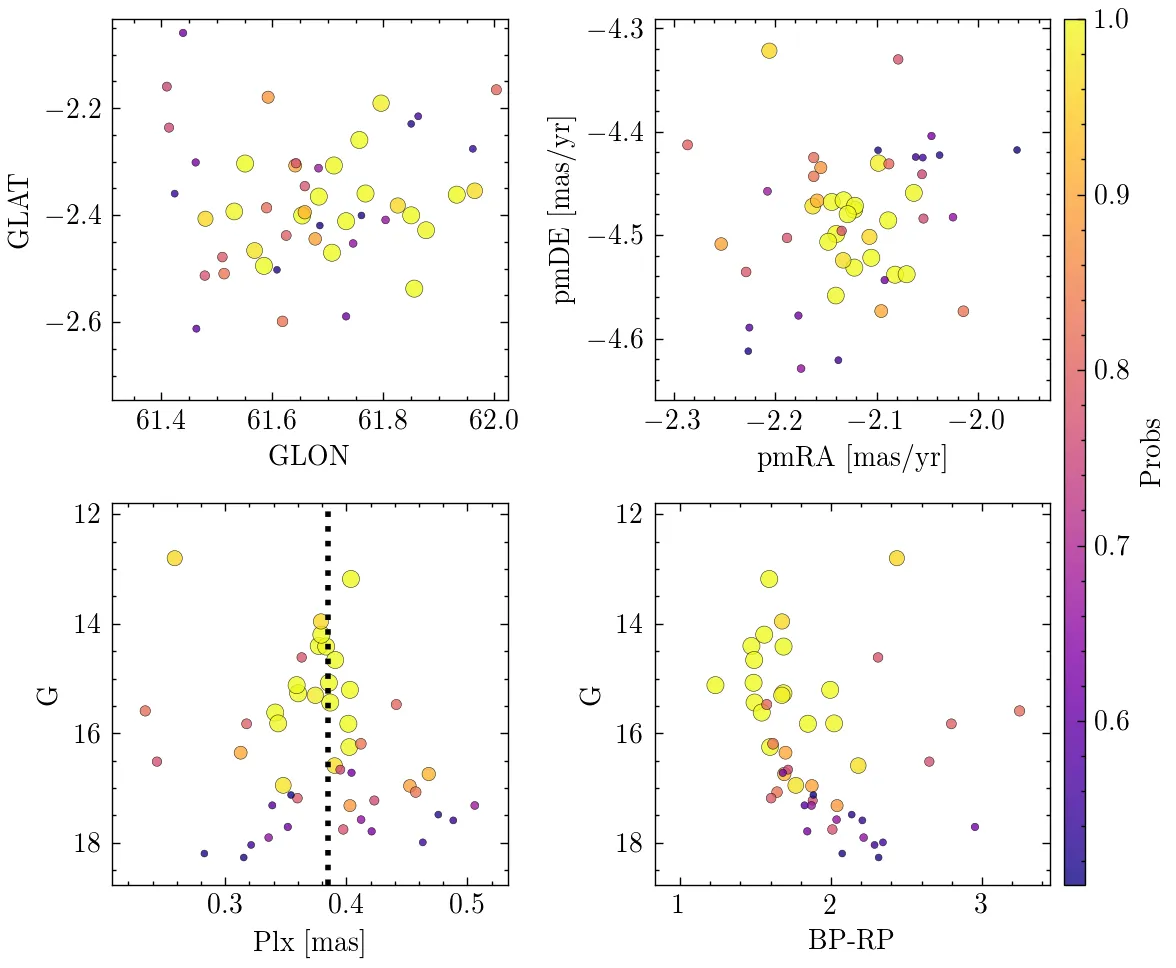 −2.2
−2.4
−2.6
GLAT
61.4 61.6 61.8 62.0
GLON
−4.3
−4.4
−4.5
−4.6
pmDE [mas/yr]
−2.3 −2.2 −2.1 −2.0
pmRA [mas/yr]
12
14
16
18
G
0.3 0.4 0.5
Plx [mas]
12
14
16
18
G
1 2 3
BP-RP
1.0
0.9
0.8
0.7
0.6
Probs